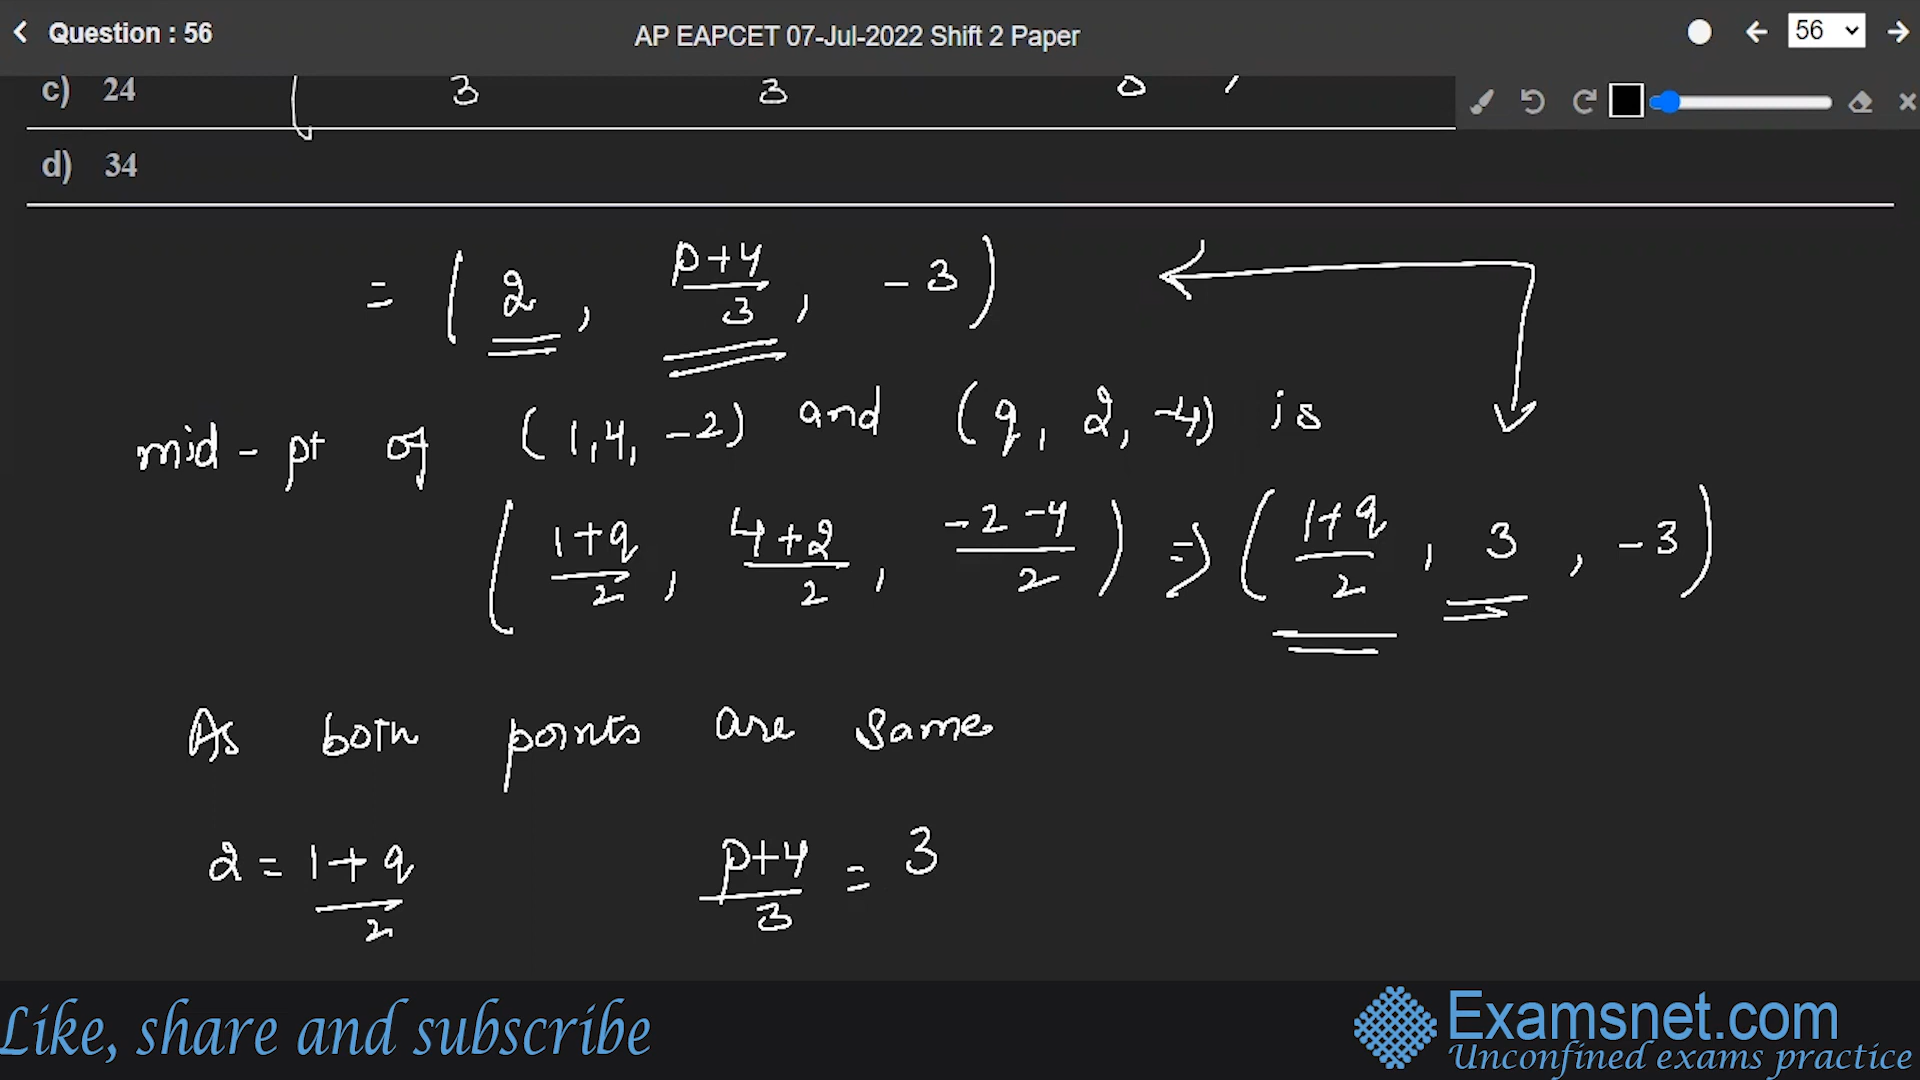 Question : 56 AP EAPCET 07-Jul-2022 Shift 2 Paper 56
c) 24 ( 3 3 3 ,
d) 34
= ( 2 , p+4/3 , -3 )
mid-pt of (1,4, -2) and (q, 2, -4) is
( 1+q/2 , 4+2/2 , -2-4/2 ) => ( 1+q/2 , 3 , -3 )
As both points are same
2 = 1+q/2 p+4/3 = 3
Like, share and subscribe
Examsnet.com
Unconfined exams practice